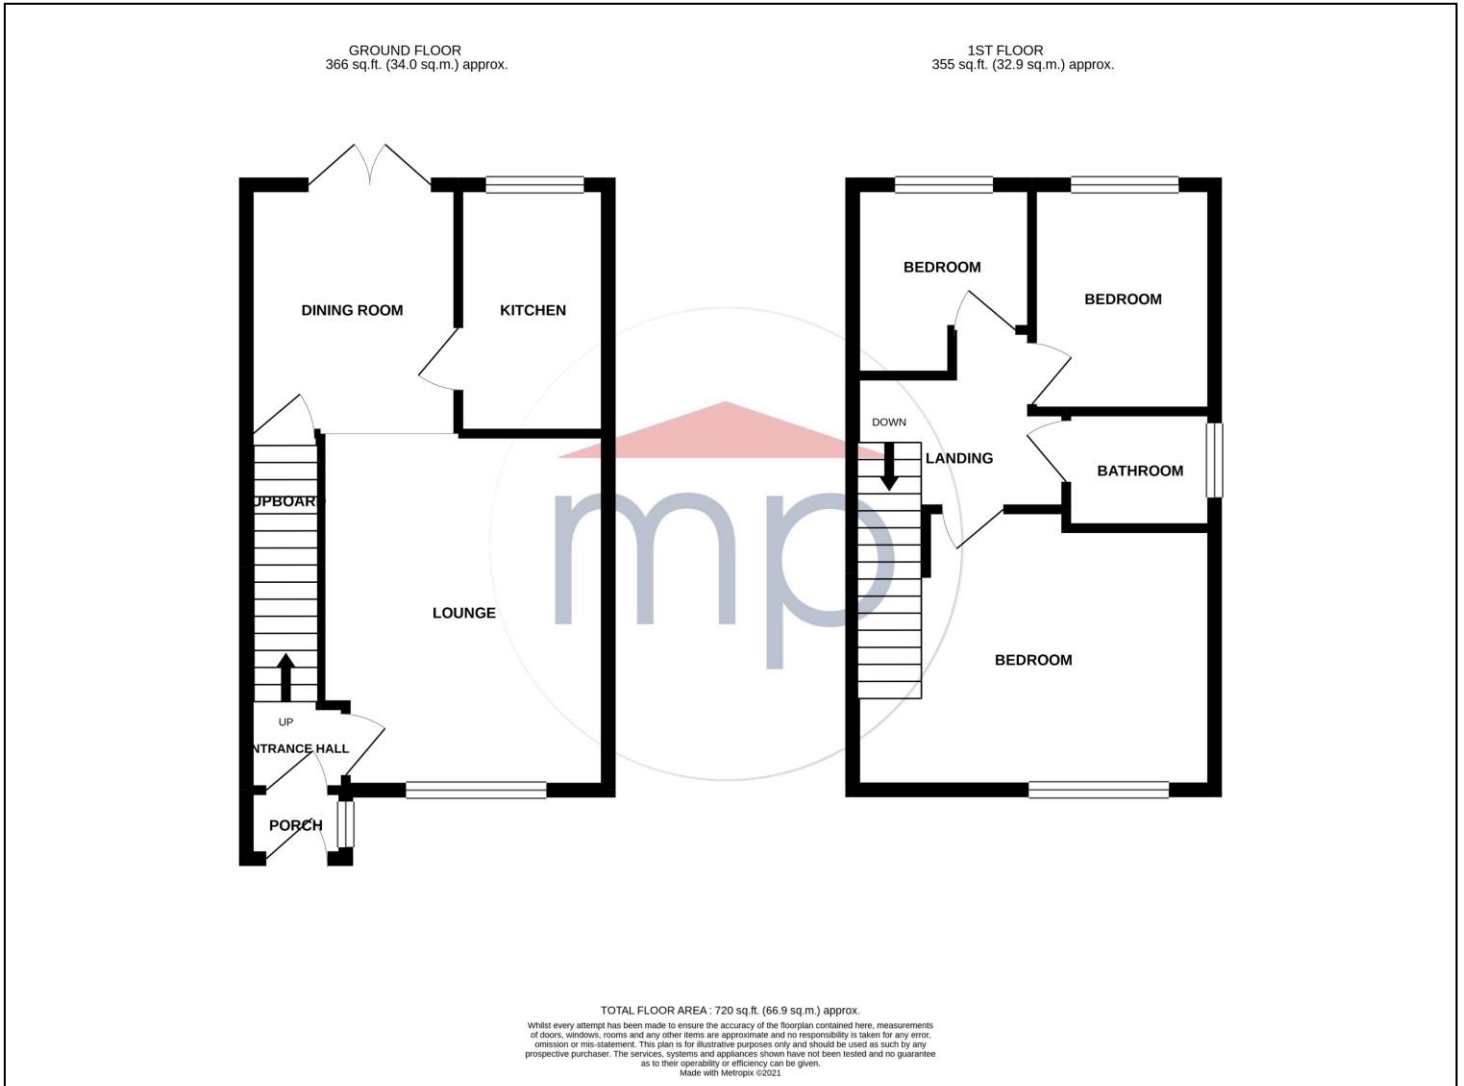 GROUND FLOOR
366 sq.ft. (34.0 sq.m.) approx.
1ST FLOOR
355 sq.ft. (32.9 sq.m.) approx.
DINING ROOM
KITCHEN
UPBOARD
LOUNGE
UP
NTRANCE HALL
PORCH
BEDROOM
BEDROOM
DOWN
LANDING
BATHROOM
BEDROOM
mp
TOTAL FLOOR AREA : 720 sq.ft. (66.9 sq.m.) approx.
Whilst every attempt has been made to ensure the accuracy of the floorplan contained here, measurements
of doors, windows, rooms and any other items are approximate and no responsibility is taken for any error,
omission or mis-statement. This plan is for illustrative purposes only and should be used as such by any
prospective purchaser. The services, systems and appliances shown have not been tested and no guarantee
as to their operability or efficiency can be given.
Made with Metropix ©2021